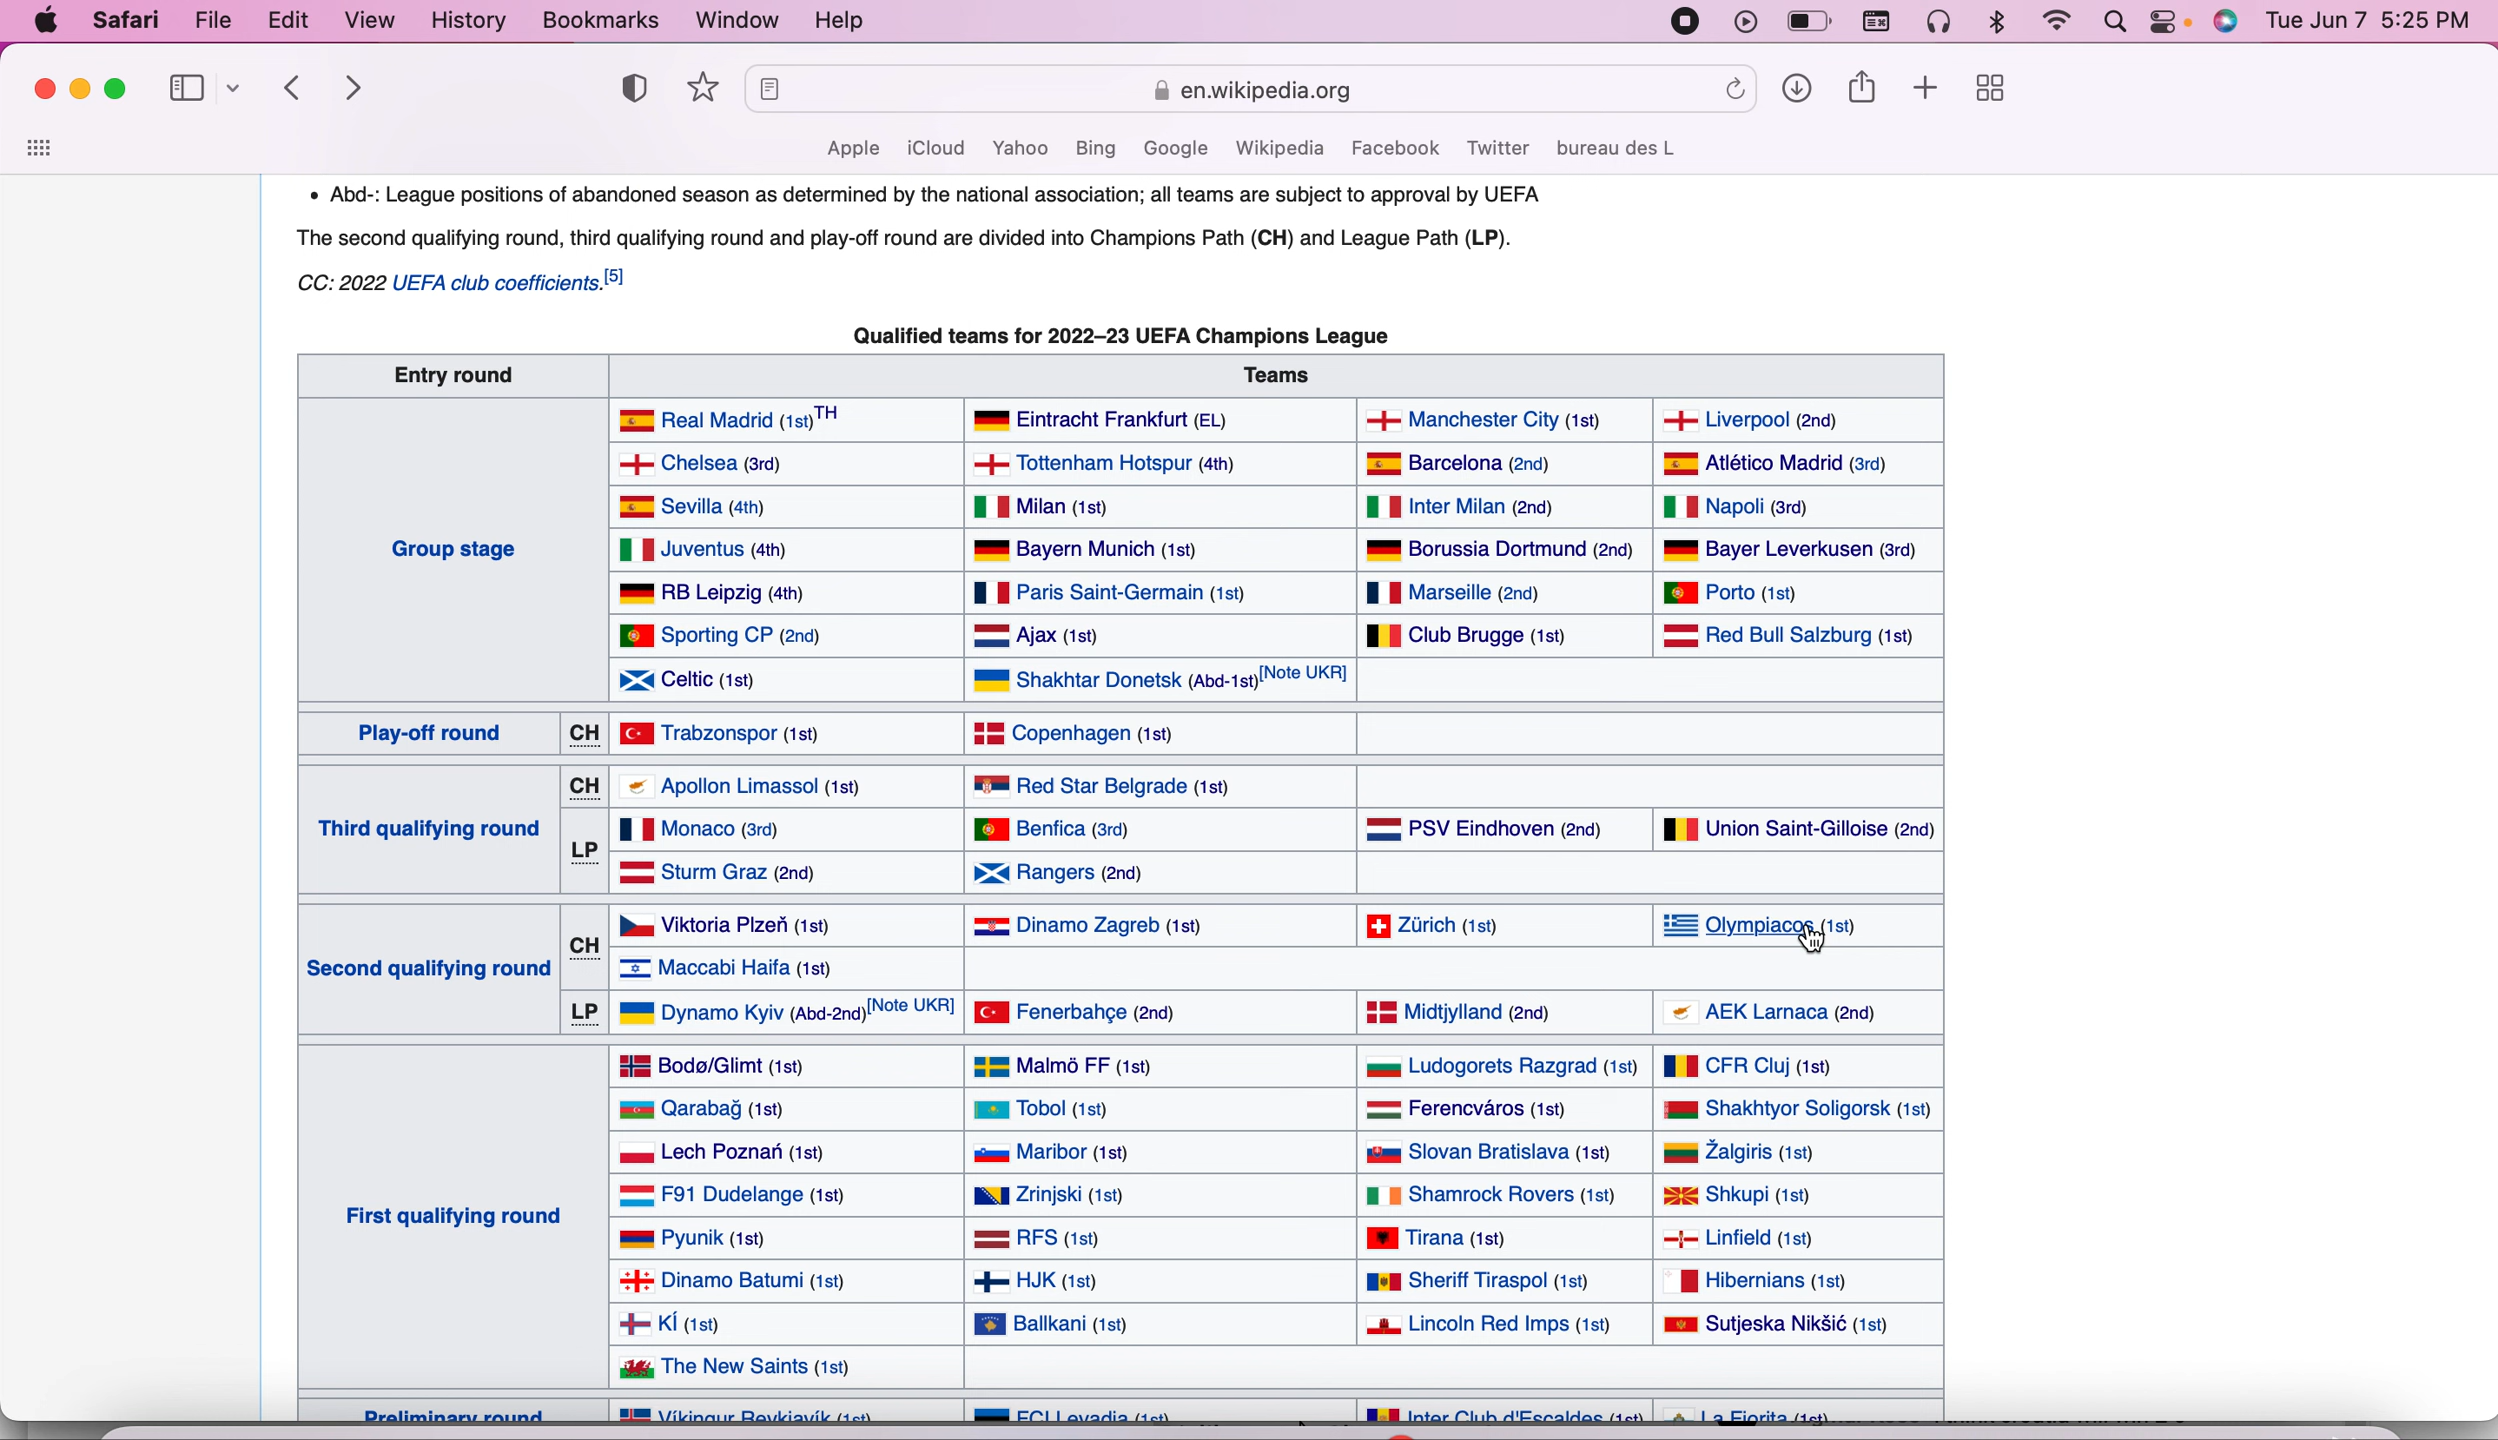 Safari File Edit View History Bookmarks Window Help Tue Jun 7 5:25 PM
en.wikipedia.org
Apple iCloud Yahoo Bing Google Wikipedia Facebook Twitter bureau des L
• Abd-: League positions of abandoned season as determined by the national association; all teams are subject to approval by UEFA
The second qualifying round, third qualifying round and play-off round are divided into Champions Path (CH) and League Path (LP).
CC: 2022 UEFA club coefficients.[5]
Qualified teams for 2022–23 UEFA Champions League
Entry round Teams
Group stage
Real Madrid (1st)TH Eintracht Frankfurt (EL) Manchester City (1st) Liverpool (2nd)
Chelsea (3rd) Tottenham Hotspur (4th) Barcelona (2nd) Atlético Madrid (3rd)
Sevilla (4th) Milan (1st) Inter Milan (2nd) Napoli (3rd)
Juventus (4th) Bayern Munich (1st) Borussia Dortmund (2nd) Bayer Leverkusen (3rd)
RB Leipzig (4th) Paris Saint-Germain (1st) Marseille (2nd) Porto (1st)
Sporting CP (2nd) Ajax (1st) Club Brugge (1st) Red Bull Salzburg (1st)
Celtic (1st) Shakhtar Donetsk (Abd-1st)[Note UKR]
Play-off round CH Trabzonspor (1st) Copenhagen (1st)
Third qualifying round
CH Apollon Limassol (1st) Red Star Belgrade (1st)
LP Monaco (3rd) Benfica (3rd) PSV Eindhoven (2nd) Union Saint-Gilloise (2nd)
Sturm Graz (2nd) Rangers (2nd)
Second qualifying round
CH Viktoria Plzeň (1st) Dinamo Zagreb (1st) Zürich (1st) Olympiacos (1st)
Maccabi Haifa (1st)
LP Dynamo Kyiv (Abd-2nd)[Note UKR] Fenerbahçe (2nd) Midtjylland (2nd) AEK Larnaca (2nd)
First qualifying round
Bodø/Glimt (1st) Malmö FF (1st) Ludogorets Razgrad (1st) CFR Cluj (1st)
Qarabağ (1st) Tobol (1st) Ferencváros (1st) Shakhtyor Soligorsk (1st)
Lech Poznań (1st) Maribor (1st) Slovan Bratislava (1st) Žalgiris (1st)
F91 Dudelange (1st) Zrinjski (1st) Shamrock Rovers (1st) Shkupi (1st)
Pyunik (1st) RFS (1st) Tirana (1st) Linfield (1st)
Dinamo Batumi (1st) HJK (1st) Sheriff Tiraspol (1st) Hibernians (1st)
KÍ (1st) Ballkani (1st) Lincoln Red Imps (1st) Sutjeska Nikšić (1st)
The New Saints (1st)
Preliminary round Víkingur Reykjavík (1st) FCI Levadia (1st) Inter Club d'Escaldes (1st) La Fiorita (1st)